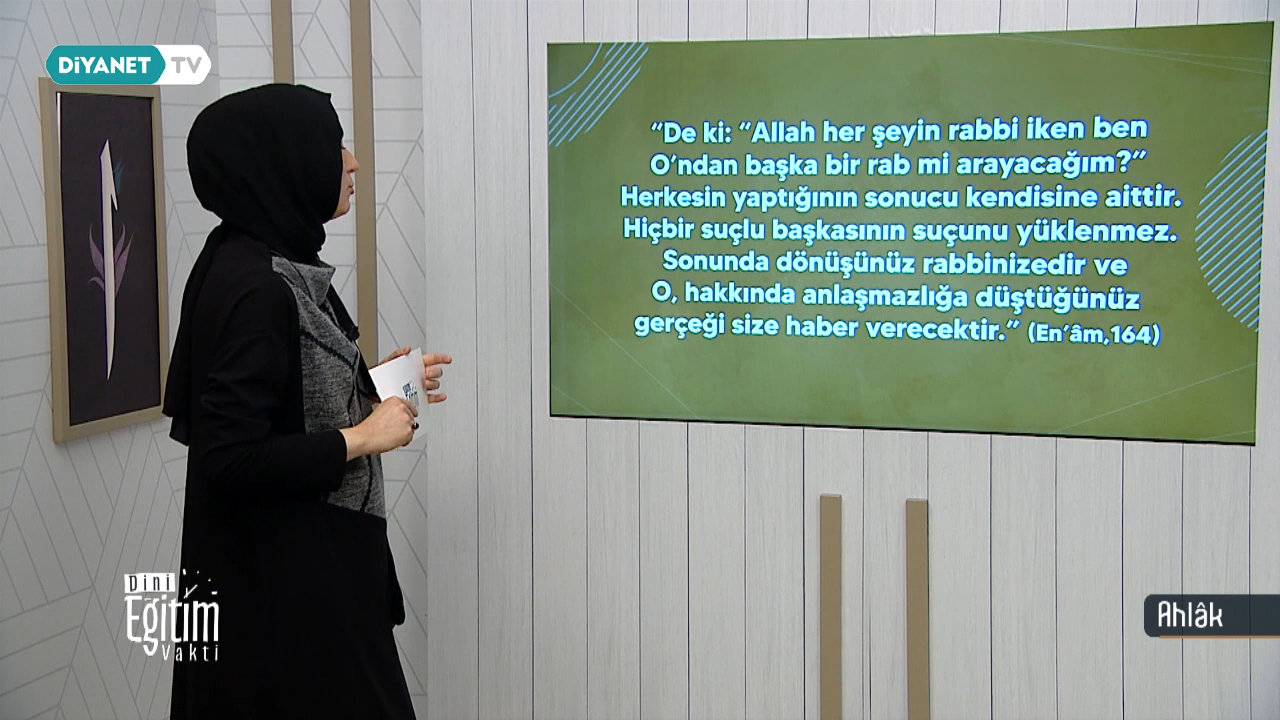 DiYANET TV
"De ki: "Allah her şeyin rabbi iken ben
O'ndan başka bir rab mi arayacağım?"
Herkesin yaptığının sonucu kendisine aittir.
Hiçbir suçlu başkasının suçunu yüklenmez.
Sonunda dönüşünüz rabbinizedir ve
O, hakkında anlaşmazlığa düştüğünüz
gerçeği size haber verecektir." (En'âm,164)
Dini
Eğitim
Vakti
Ahlâk